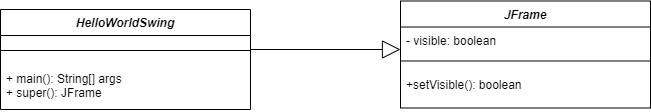 HelloWorldSwing
+ main(): String[] args
+ super(): JFrame
JFrame
- visible: boolean
+setVisible(): boolean